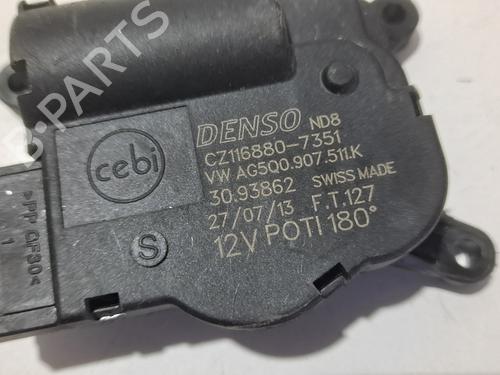 B-PARTS
cebi
DENSO ND8
CZ116880-7351
VW AG5Q0.907.511.K
30.93862 SWISS MADE
27/07/13 F.T.127
12V POTI 180°
S
>PP GF30<
1